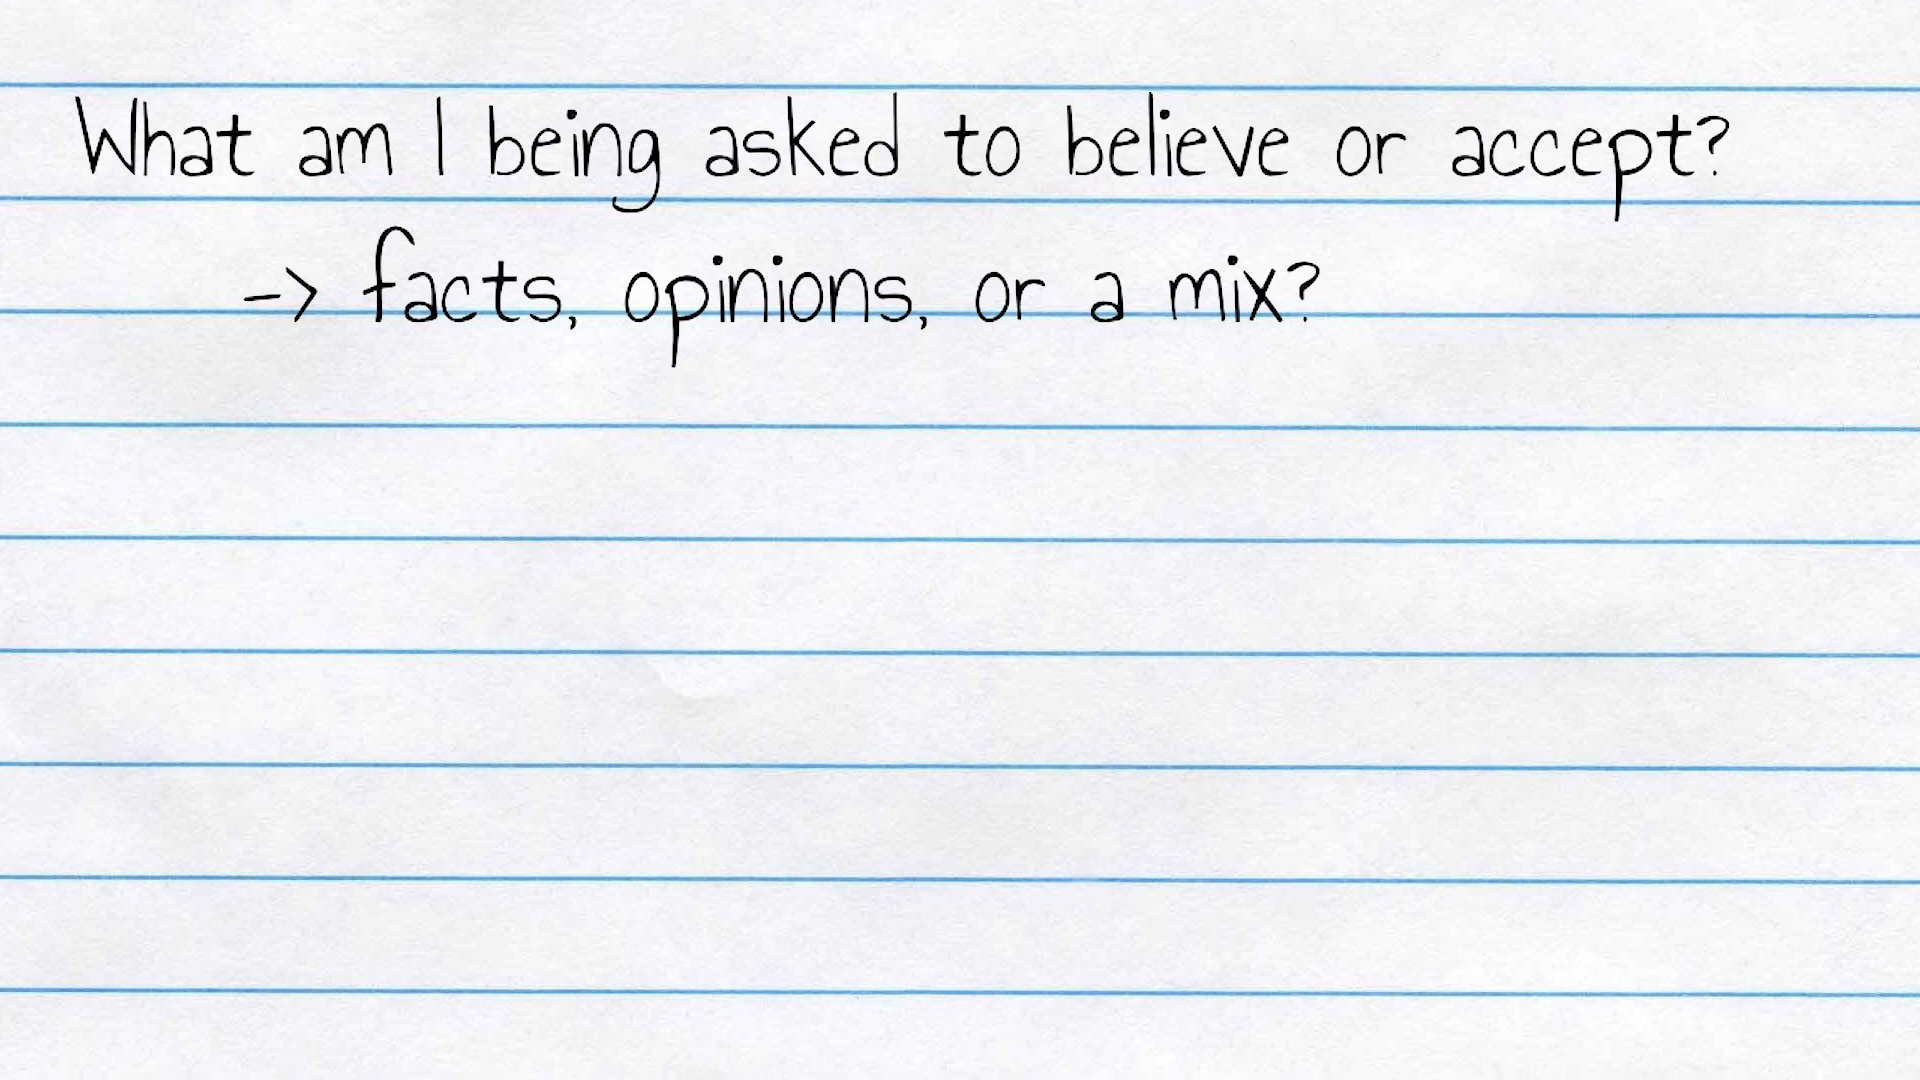 What am I being asked to believe or accept?
-> facts, opinions, or a mix?